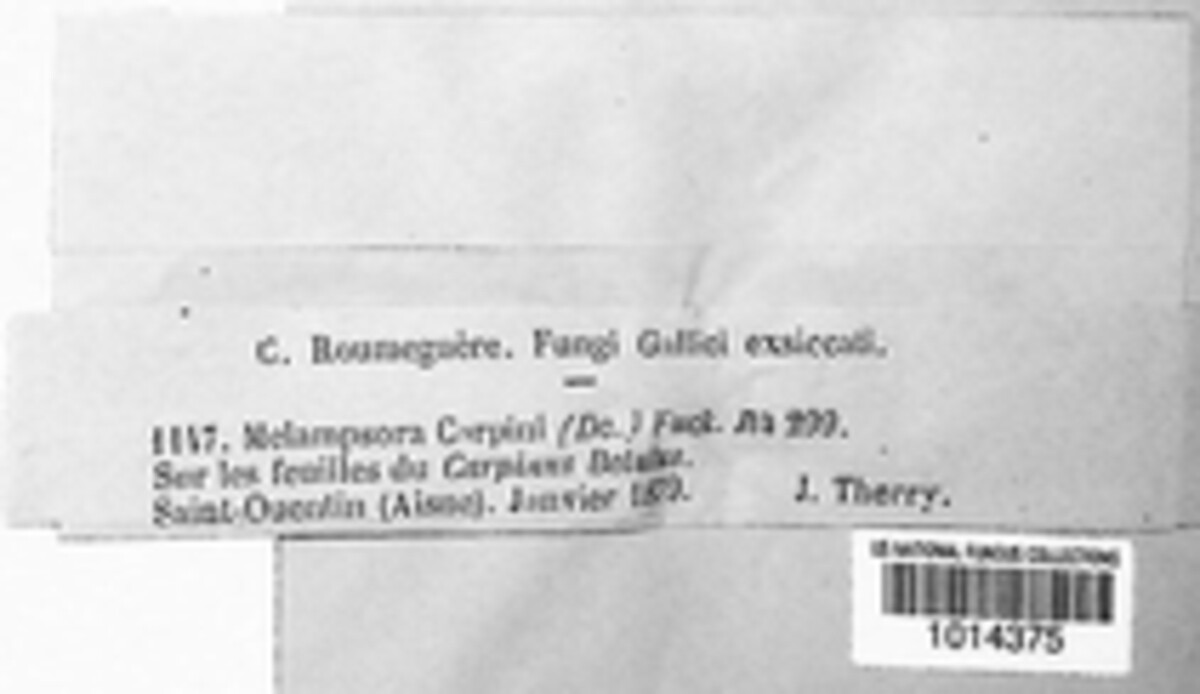 C. Roumeguère. Fungi Gallici exsiccati.
—
1147. Melampsora Carpini (Dc.) Fuck.
Sur les feuilles du Carpinus Betulus.
Saint-Quentin (Aisne). Janvier J. Therry.
US NATIONAL FUNGUS COLLECTIONS
1014375